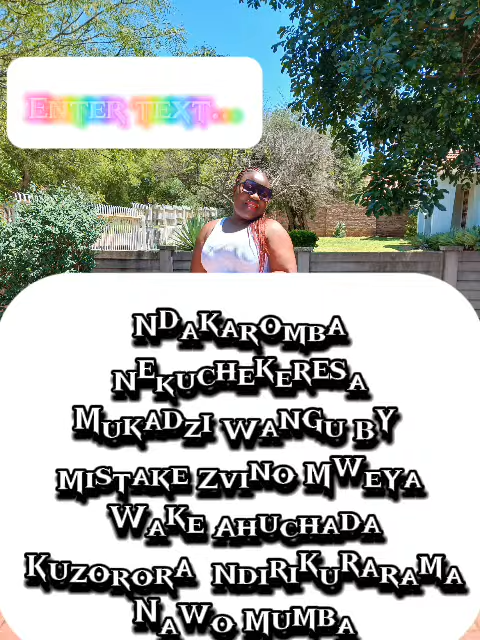 Enter text...
Ndakaromba
nekuchekeresa
Mukadzi wangu by
mistake zvino Mweya
Wake ahuchada
Kuzorora Ndirikurarama
Nawo mumba